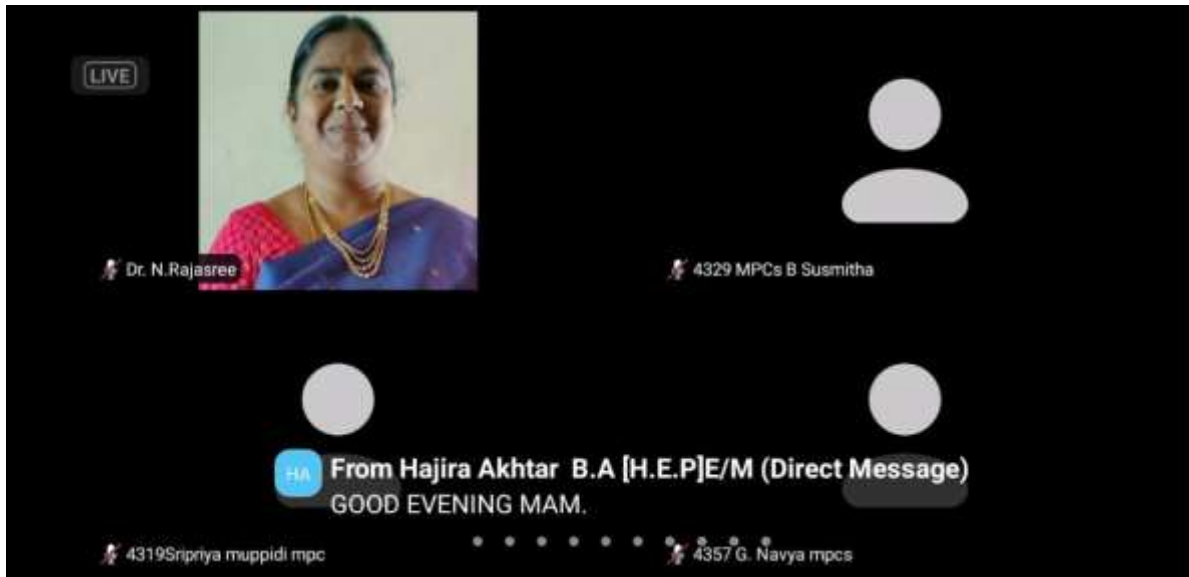 LIVE
Dr. N.Rajasree
4329 MPCs B Susmitha
HA
From Hajira Akhtar B.A [H.E.P]E/M (Direct Message)
GOOD EVENING MAM.
4319Sripriya muppidi mpc
4357 G. Navya mpcs